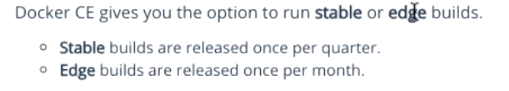 Docker CE gives you the option to run stable or edge builds.
Stable builds are released once per quarter.
Edge builds are released once per month.